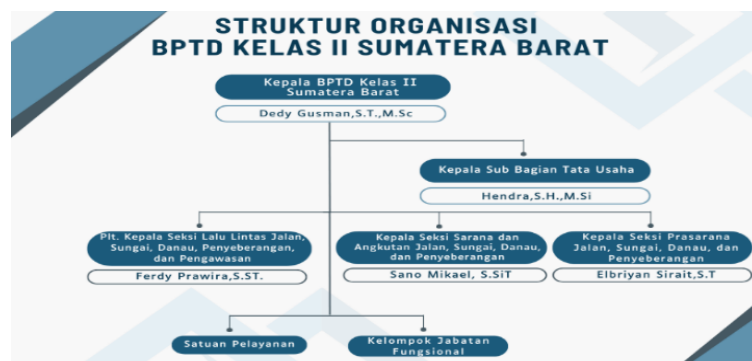 STRUKTUR ORGANISASI
BPTD KELAS II SUMATERA BARAT
Kepala BPTD Kelas II
Sumatera Barat
Dedy Gusman,S.T.,M.Sc
Kepala Sub Bagian Tata Usaha
Hendra,S.H.,M.Si
Plt. Kepala Seksi Lalu Lintas Jalan,
Sungai, Danau, Penyeberangan,
dan Pengawasan
Ferdy Prawira,S.ST.
Kepala Seksi Sarana dan
Angkutan Jalan, Sungai, Danau,
dan Penyeberangan
Sano Mikael, S.SiT
Kepala Seksi Prasarana
Jalan, Sungai, Danau, dan
Penyeberangan
Elbriyan Sirait,S.T
Satuan Pelayanan
Kelompok Jabatan
Fungsional